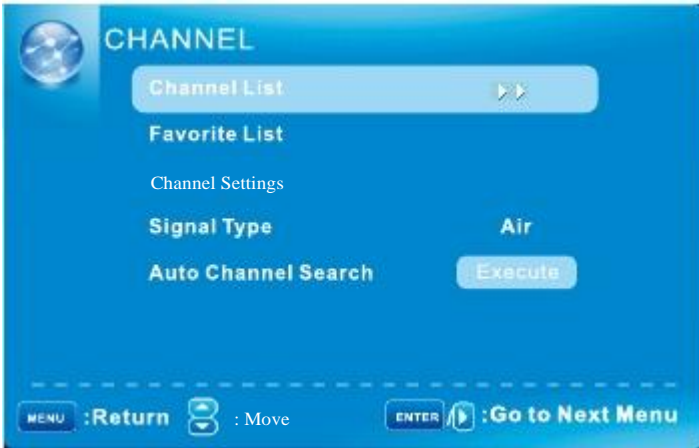 CHANNEL
Channel List
Favorite List
Channel Settings
Signal Type Air
Auto Channel Search Execute
MENU :Return : Move ENTER / :Go to Next Menu